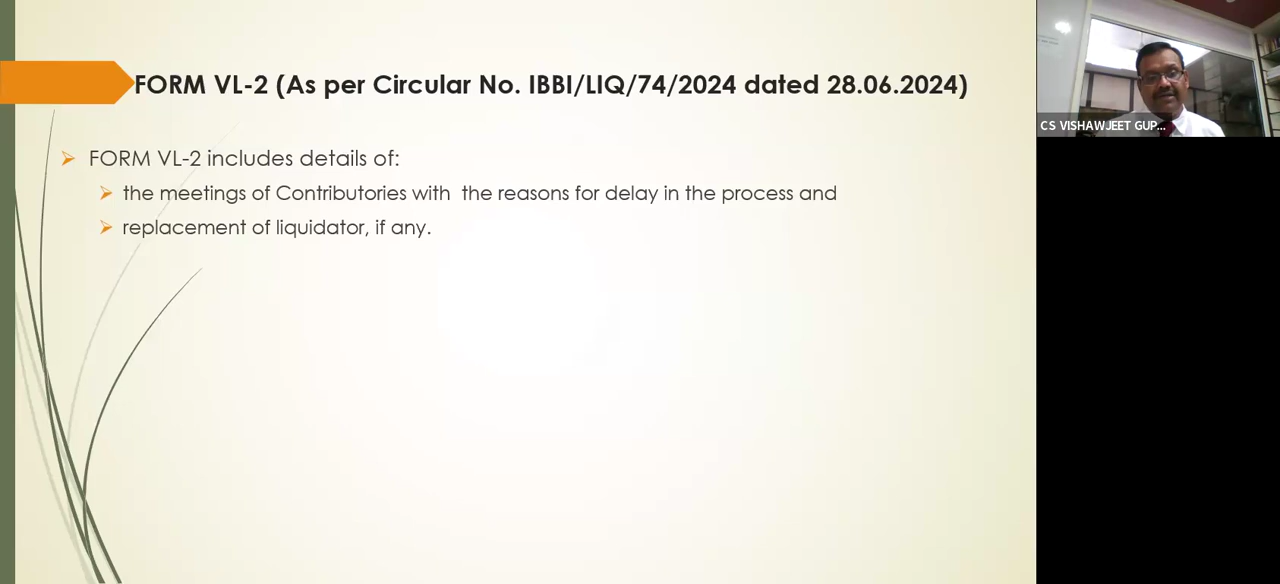 FORM VL-2 (As per Circular No. IBBI/LIQ/74/2024 dated 28.06.2024)
CS VISHAWJEET GUP...
FORM VL-2 includes details of:
the meetings of Contributories with the reasons for delay in the process and
replacement of liquidator, if any.